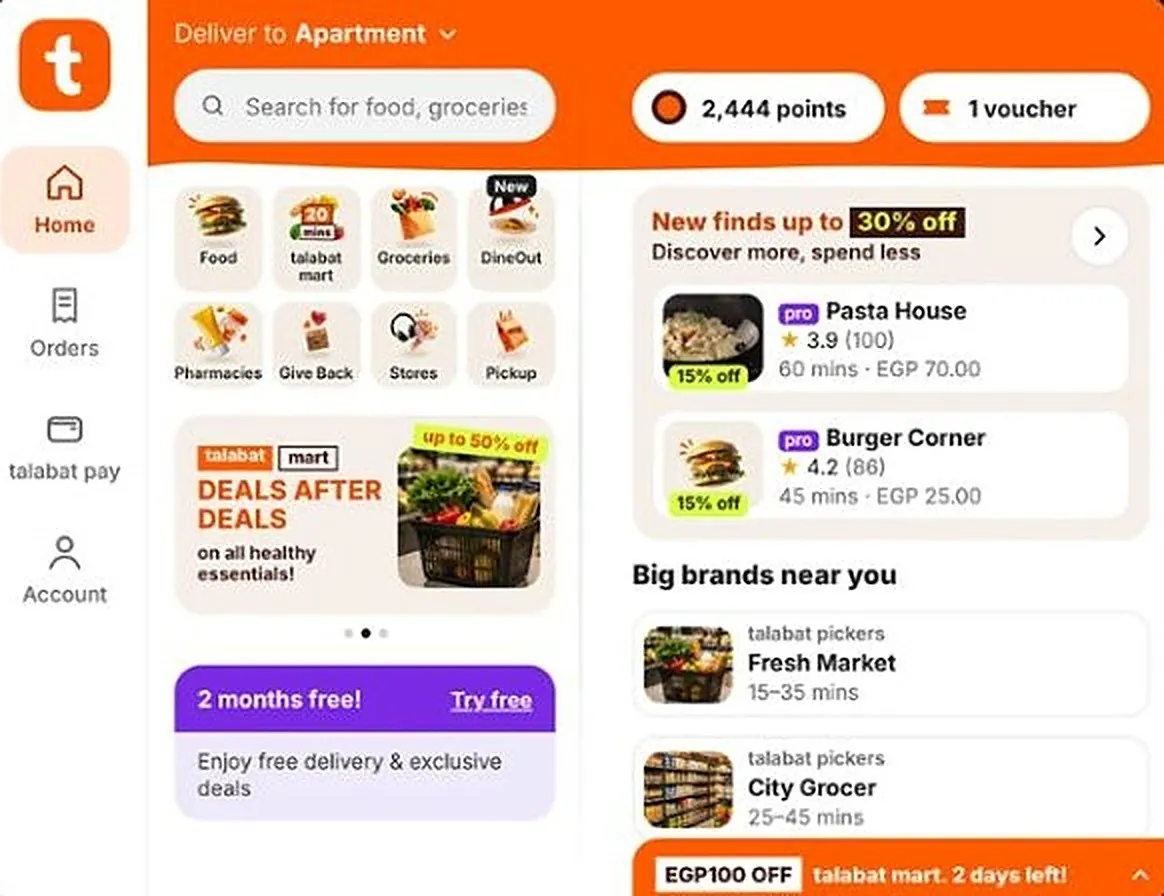 t
Home
Orders
talabat pay
Account
Deliver to Apartment
Search for food, groceries
2,444 points
1 voucher
Food
talabat
mart
20
mins
Groceries
New
DineOut
Pharmacies
Give Back
Stores
Pickup
talabat mart
up to 50% off
DEALS AFTER
DEALS
on all healthy
essentials!
2 months free!
Try free
Enjoy free delivery & exclusive
deals
New finds up to 30% off
Discover more, spend less
pro Pasta House
3.9 (100)
60 mins · EGP 70.00
15% off
pro Burger Corner
4.2 (86)
45 mins · EGP 25.00
15% off
Big brands near you
talabat pickers
Fresh Market
15–35 mins
talabat pickers
City Grocer
25–45 mins
EGP100 OFF talabat mart. 2 days left!